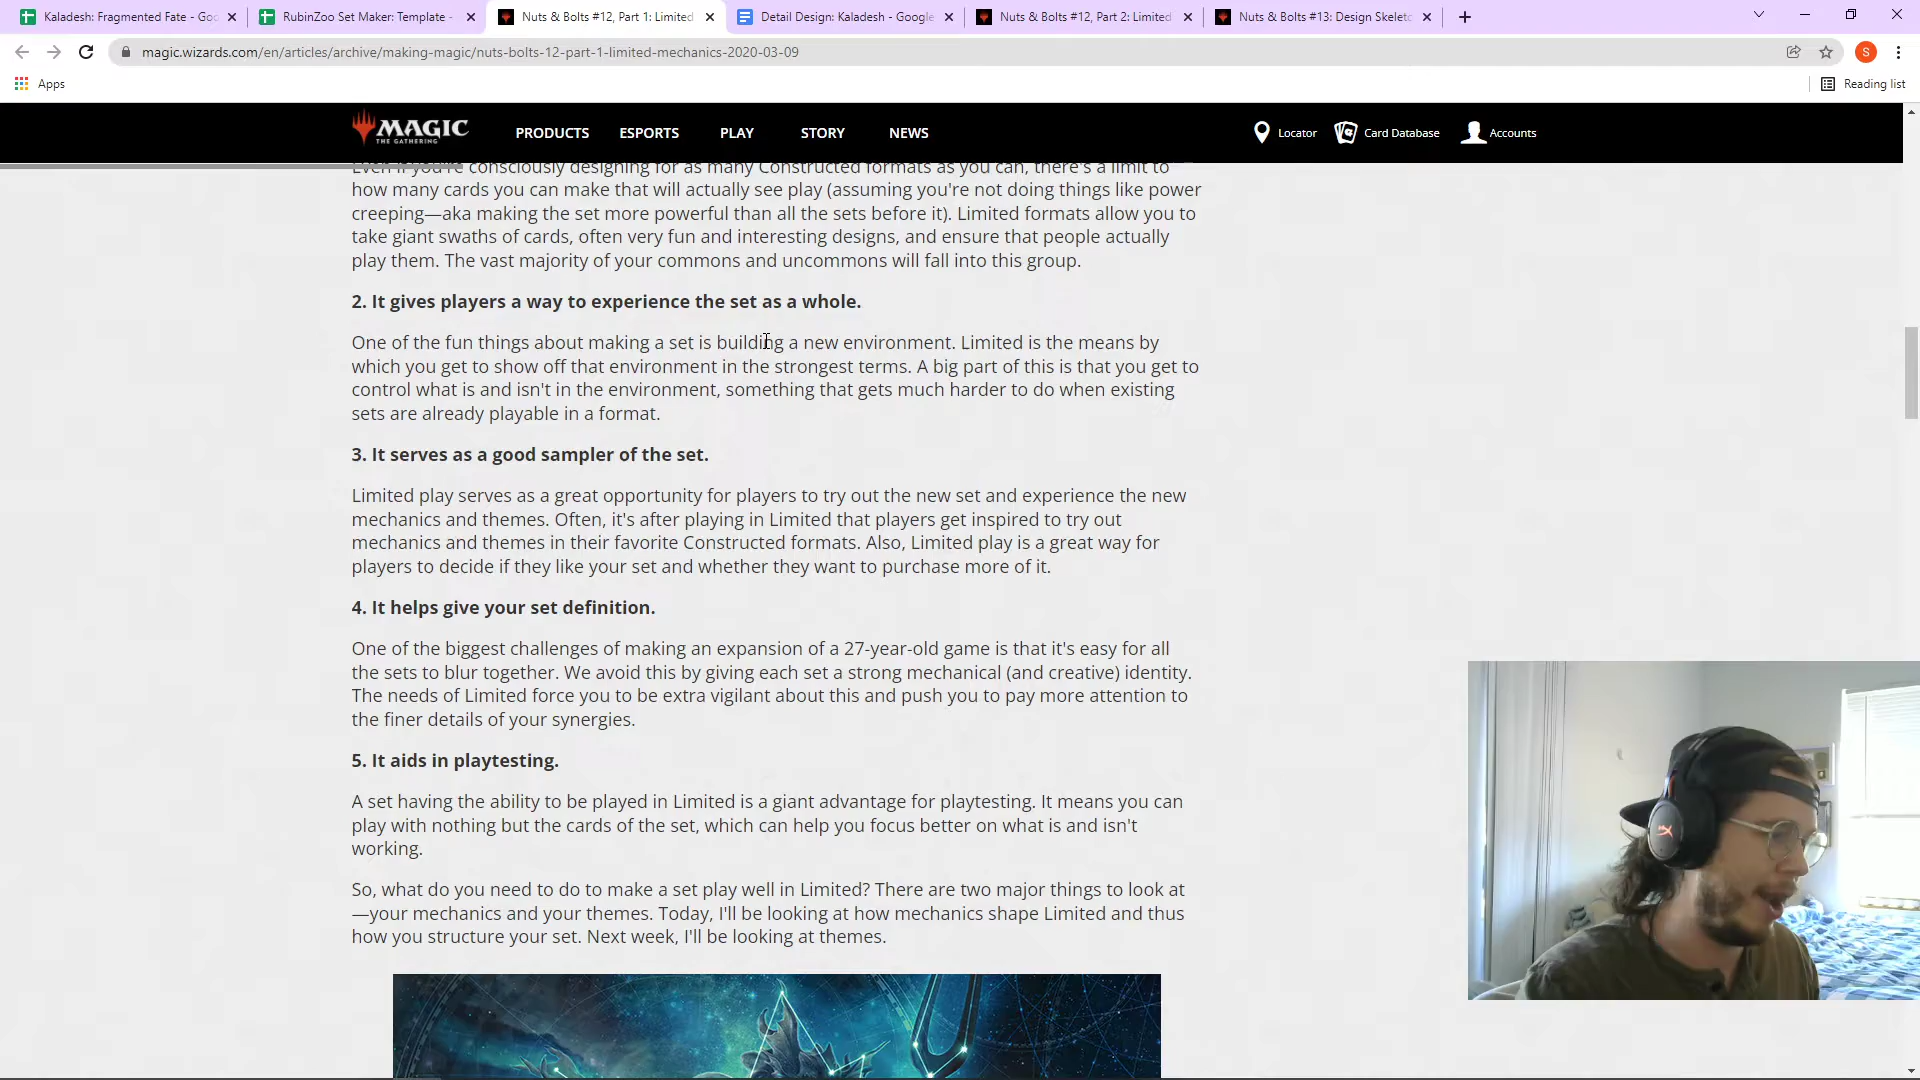 Kaladesh: Fragmented Fate - Goo
RubinZoo Set Maker: Template -
Nuts & Bolts #12, Part 1: Limited
Detail Design: Kaladesh - Google
Nuts & Bolts #12, Part 2: Limited
Nuts & Bolts #13: Design Skeleto
magic.wizards.com/en/articles/archive/making-magic/nuts-bolts-12-part-1-limited-mechanics-2020-03-09
S
Apps
Reading list
MAGIC
THE GATHERING
PRODUCTS
ESPORTS
PLAY
STORY
NEWS
Locator
Card Database
Accounts
Even if you're consciously designing for as many Constructed formats as you can, there's a limit to
how many cards you can make that will actually see play (assuming you're not doing things like power
creeping—aka making the set more powerful than all the sets before it). Limited formats allow you to
take giant swaths of cards, often very fun and interesting designs, and ensure that people actually
play them. The vast majority of your commons and uncommons will fall into this group.
2. It gives players a way to experience the set as a whole.
One of the fun things about making a set is building a new environment. Limited is the means by
which you get to show off that environment in the strongest terms. A big part of this is that you get to
control what is and isn't in the environment, something that gets much harder to do when existing
sets are already playable in a format.
3. It serves as a good sampler of the set.
Limited play serves as a great opportunity for players to try out the new set and experience the new
mechanics and themes. Often, it's after playing in Limited that players get inspired to try out
mechanics and themes in their favorite Constructed formats. Also, Limited play is a great way for
players to decide if they like your set and whether they want to purchase more of it.
4. It helps give your set definition.
One of the biggest challenges of making an expansion of a 27-year-old game is that it's easy for all
the sets to blur together. We avoid this by giving each set a strong mechanical (and creative) identity.
The needs of Limited force you to be extra vigilant about this and push you to pay more attention to
the finer details of your synergies.
5. It aids in playtesting.
A set having the ability to be played in Limited is a giant advantage for playtesting. It means you can
play with nothing but the cards of the set, which can help you focus better on what is and isn't
working.
So, what do you need to do to make a set play well in Limited? There are two major things to look at
—your mechanics and your themes. Today, I'll be looking at how mechanics shape Limited and thus
how you structure your set. Next week, I'll be looking at themes.